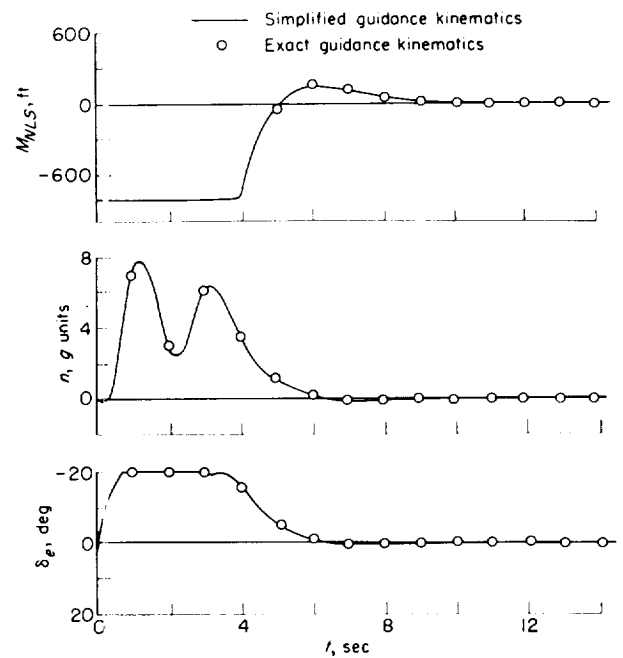 Simplified guidance kinematics
Exact guidance kinematics
600
0
-600
M_NLS, ft
8
4
0
n, g units
-20
0
20
δe, deg
0 4 8 12
t, sec